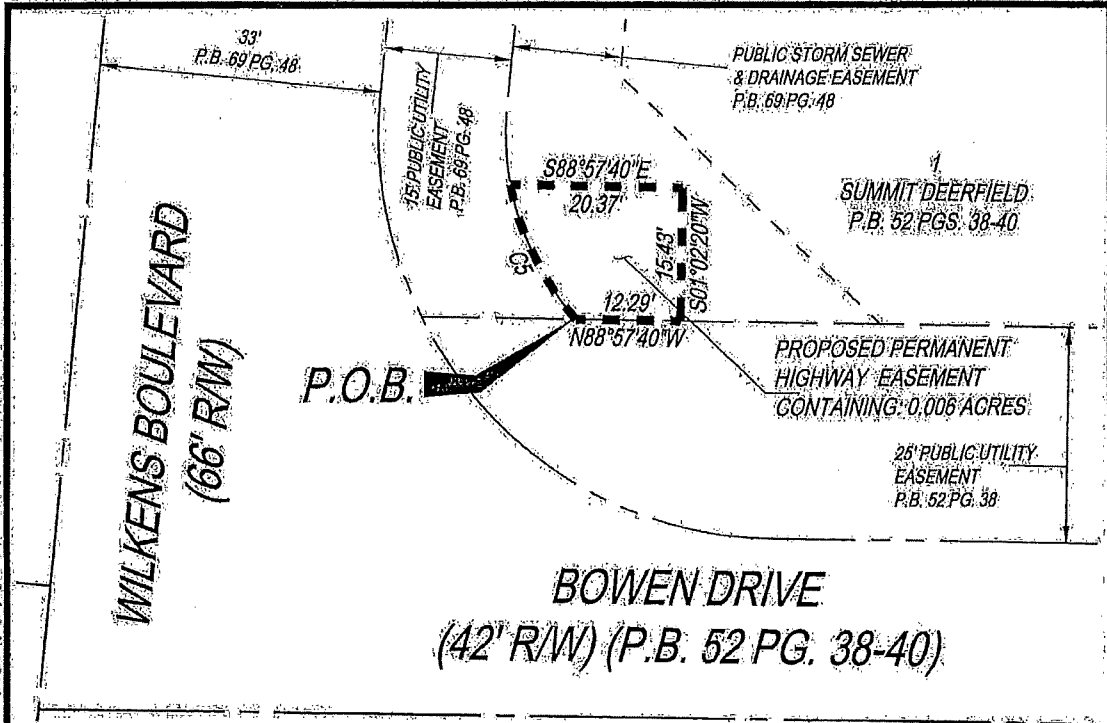 33'
P.B. 69 PG. 48
15' PUBLIC UTILITY
EASEMENT
P.B. 69 PG. 48
PUBLIC STORM SEWER
& DRAINAGE EASEMENT
P.B. 69 PG. 48
1
SUMMIT DEERFIELD
P.B. 52 PGS. 38-40
S88°57'40"E
20.37'
C5
15.43'
S01°02'20"W
12.29'
N88°57'40"W
P.O.B.
WILKENS BOULEVARD
(66' R/W)
PROPOSED PERMANENT
HIGHWAY EASEMENT
CONTAINING: 0.006 ACRES
25' PUBLIC UTILITY
EASEMENT
P.B. 52 PG. 38
BOWEN DRIVE
(42' R/W) (P.B. 52 PG. 38-40)